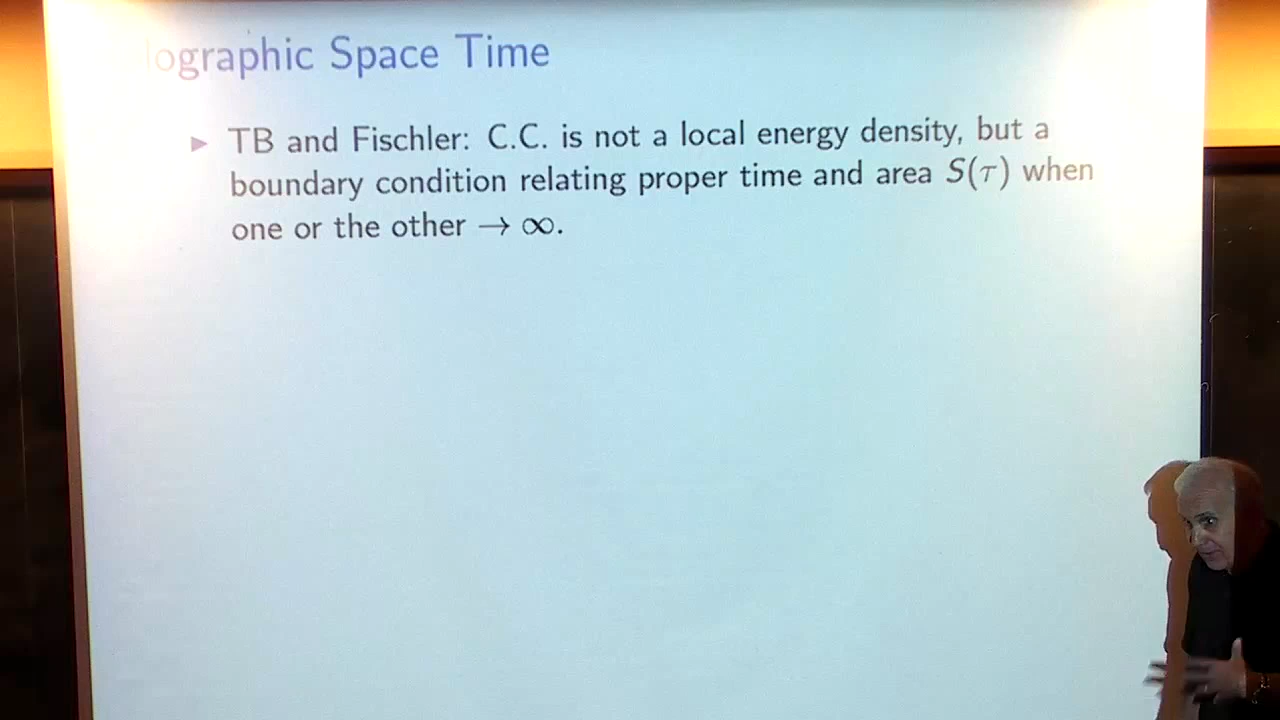 ographic Space Time
▶ TB and Fischler: C.C. is not a local energy density, but a
boundary condition relating proper time and area S(τ) when
one or the other → ∞.